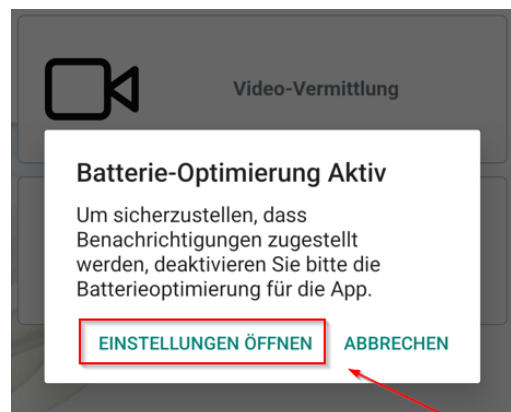 Video-Vermittlung
Batterie-Optimierung Aktiv
Um sicherzustellen, dass
Benachrichtigungen zugestellt
werden, deaktivieren Sie bitte die
Batterieoptimierung für die App.
EINSTELLUNGEN ÖFFNEN ABBRECHEN